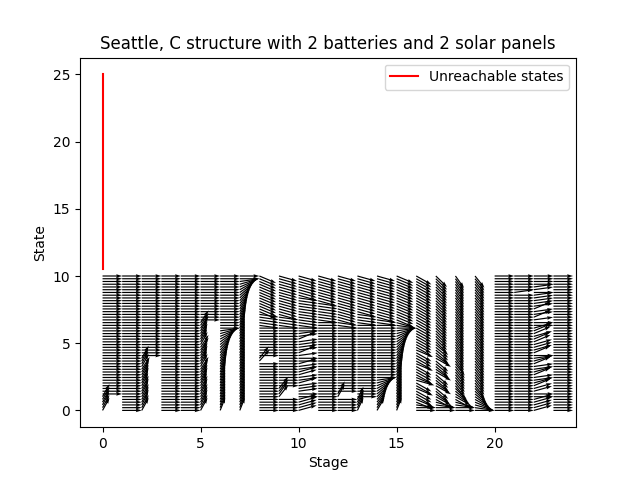 Seattle, C structure with 2 batteries and 2 solar panels
Unreachable states
25
20
15
10
5
0
State
0 5 10 15 20
Stage